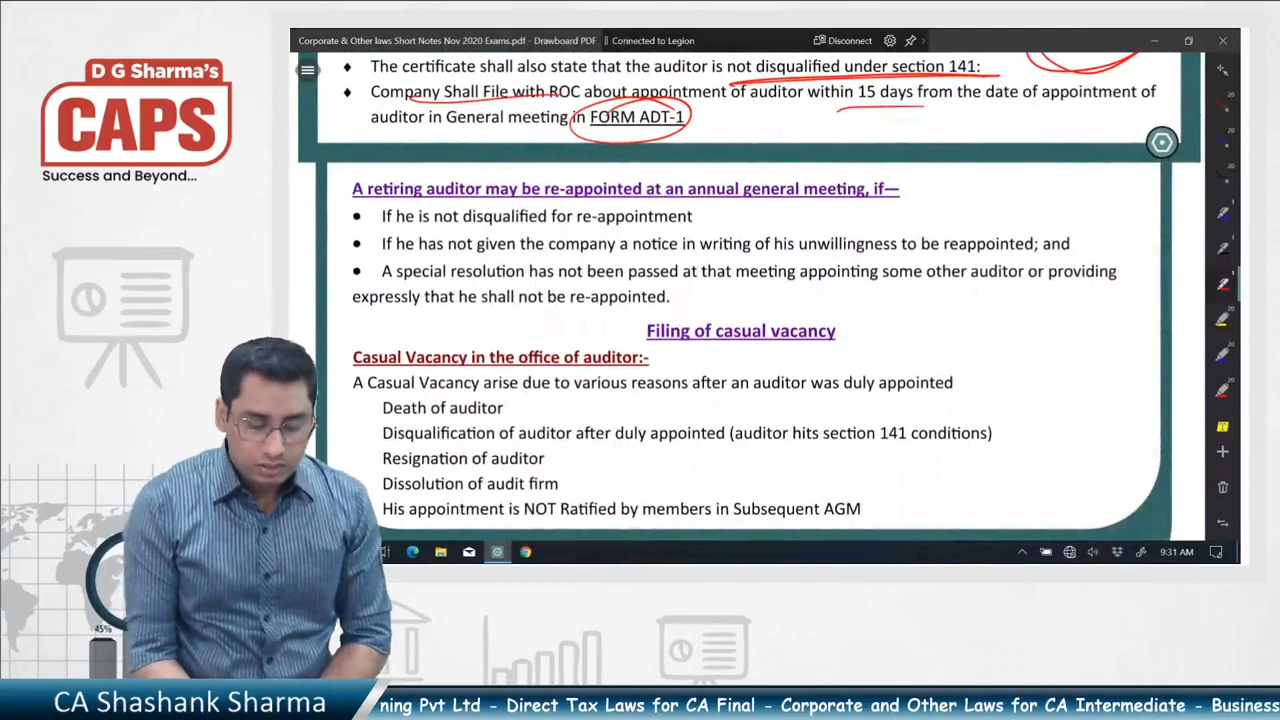 D G Sharma's
CAPS
Success and Beyond...
Corporate & Other laws Short Notes Nov 2020 Exams.pdf - Drawboard PDF
Connected to Legion
Disconnect
♦ The certificate shall also state that the auditor is not disqualified under section 141:
♦ Company Shall File with ROC about appointment of auditor within 15 days from the date of appointment of
auditor in General meeting in FORM ADT-1
A retiring auditor may be re-appointed at an annual general meeting, if—
● If he is not disqualified for re-appointment
● If he has not given the company a notice in writing of his unwillingness to be reappointed; and
● A special resolution has not been passed at that meeting appointing some other auditor or providing
expressly that he shall not be re-appointed.
Filing of casual vacancy
Casual Vacancy in the office of auditor:-
A Casual Vacancy arise due to various reasons after an auditor was duly appointed
Death of auditor
Disqualification of auditor after duly appointed (auditor hits section 141 conditions)
Resignation of auditor
Dissolution of audit firm
His appointment is NOT Ratified by members in Subsequent AGM
9:31 AM
45%
CA Shashank Sharma
ning Pvt Ltd - Direct Tax Laws for CA Final - Corporate and Other Laws for CA Intermediate - Business